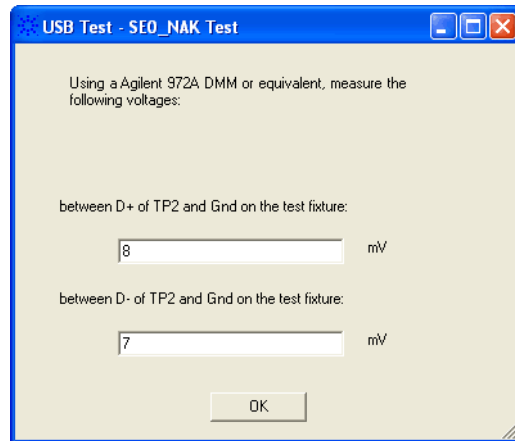 USB Test - SE0_NAK Test
Using a Agilent 972A DMM or equivalent, measure the
following voltages:
between D+ of TP2 and Gnd on the test fixture:
8 mV
between D- of TP2 and Gnd on the test fixture:
7 mV
OK